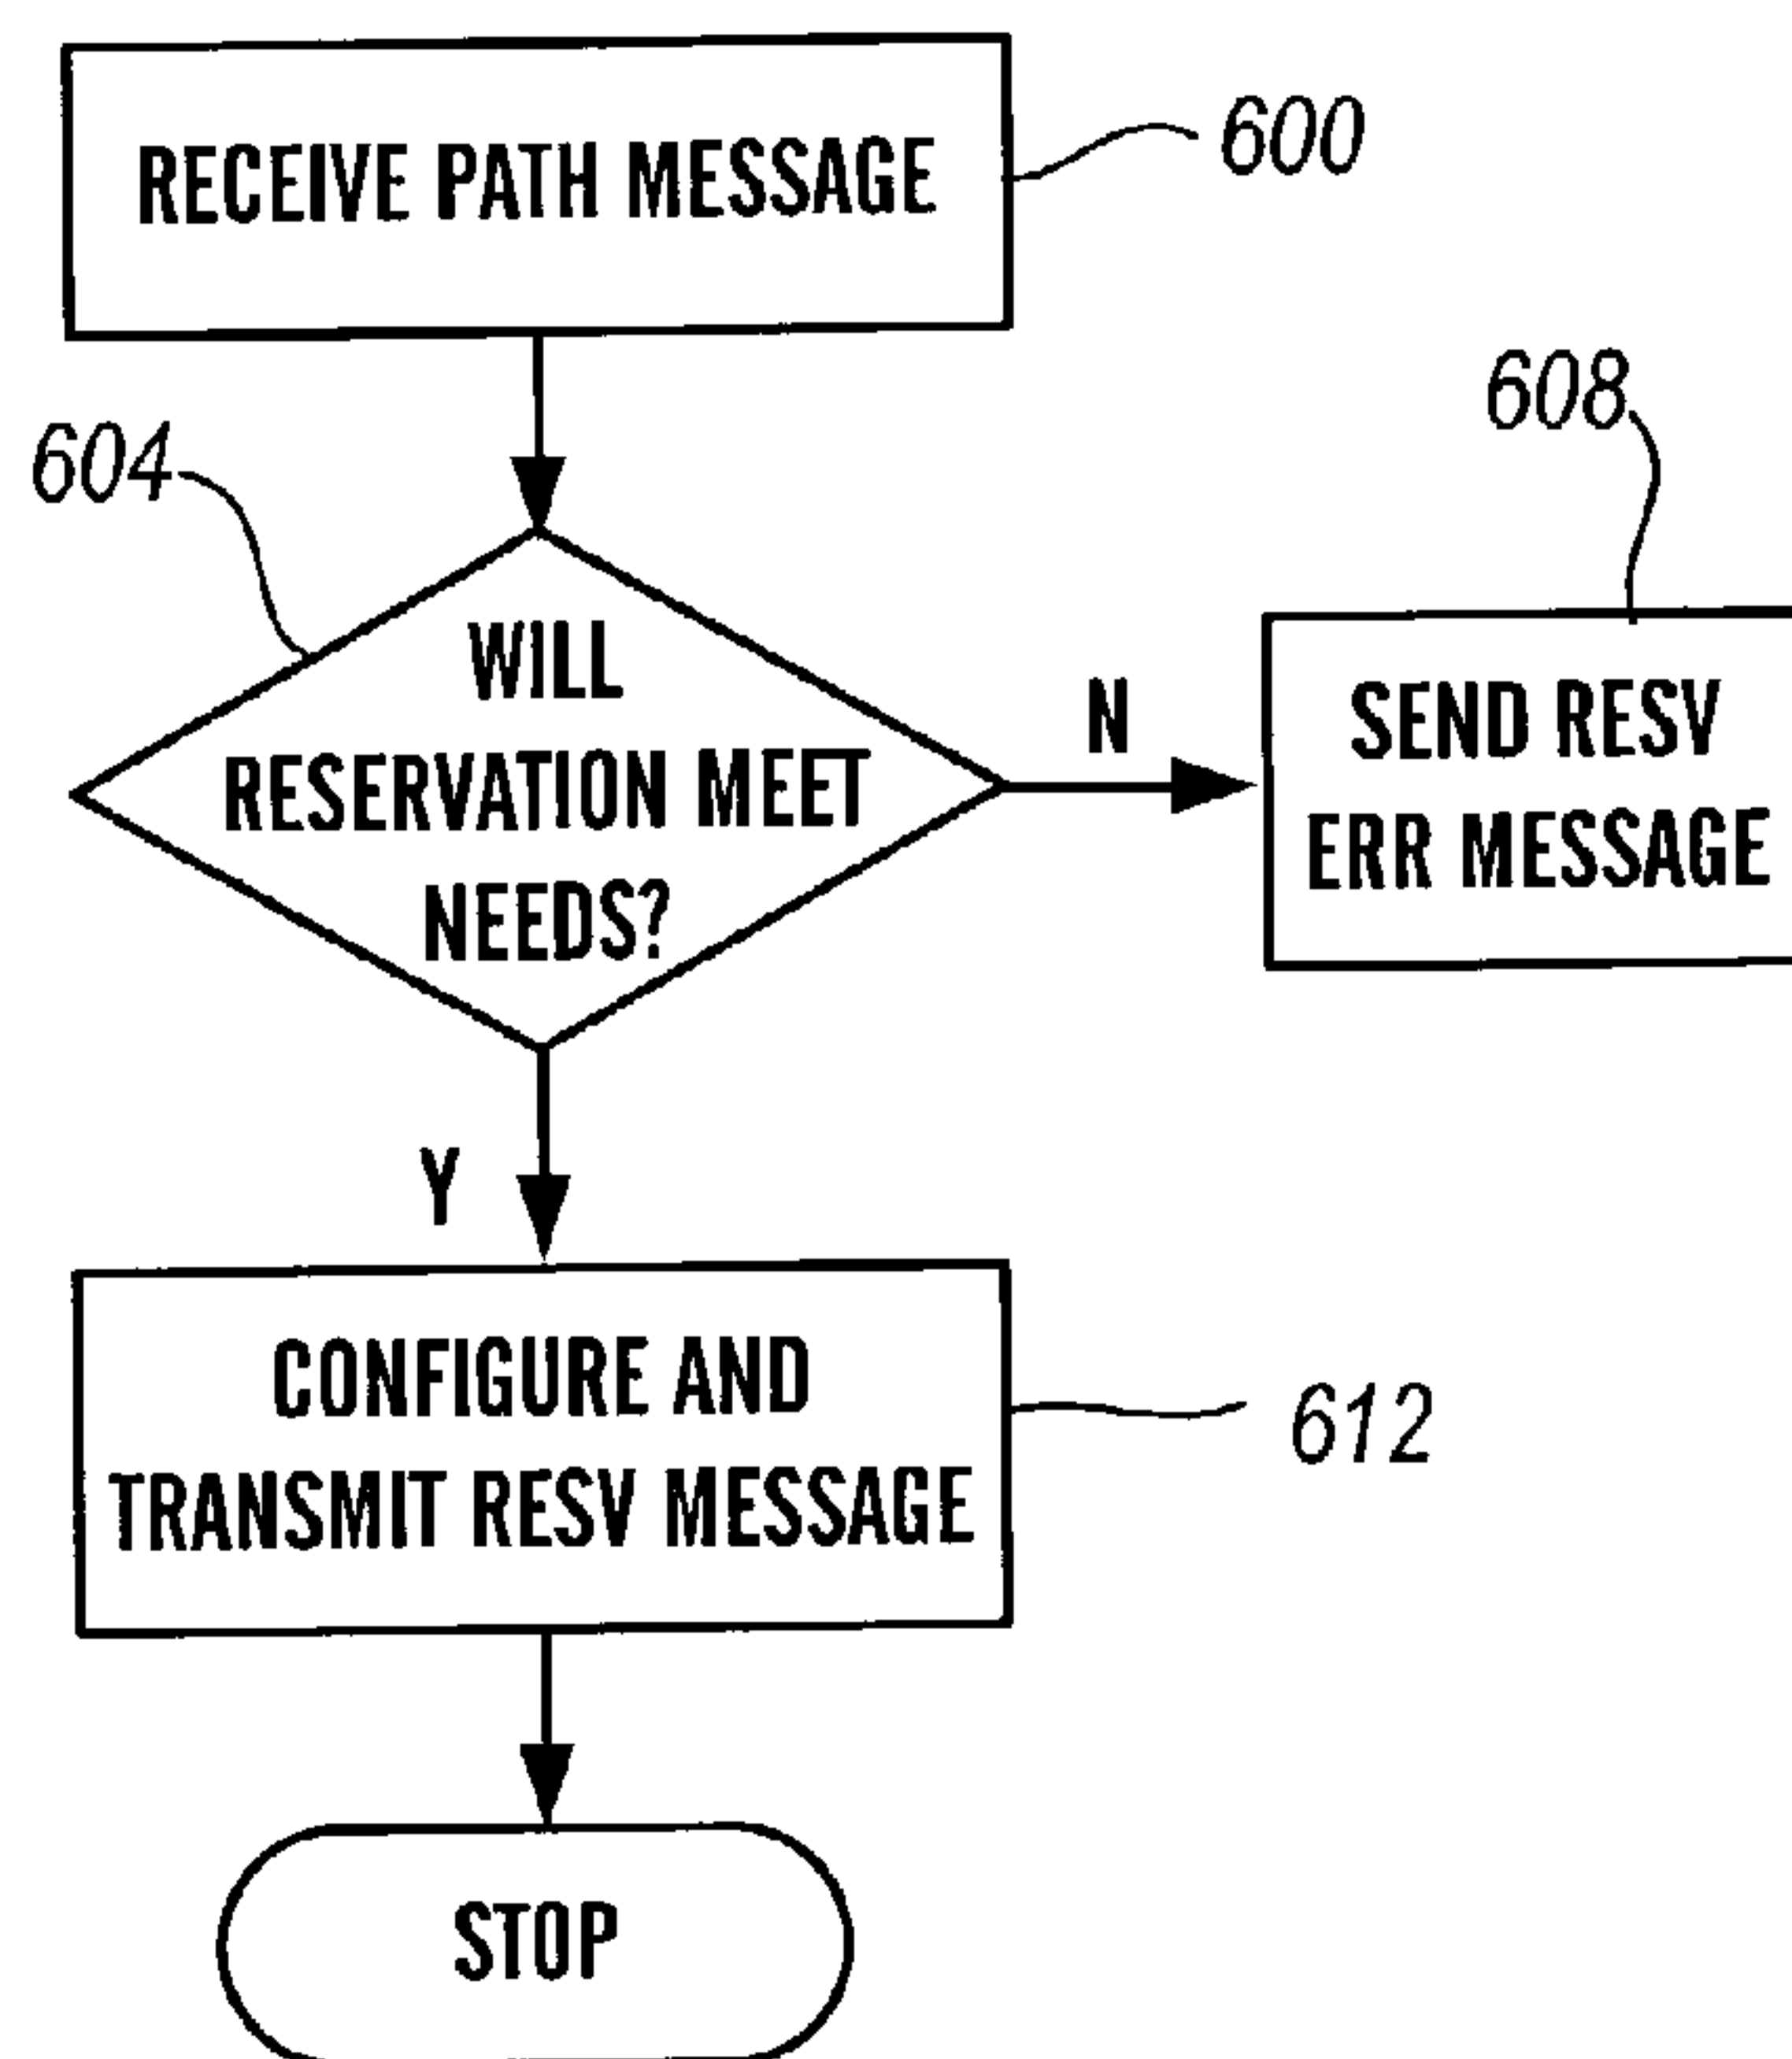 RECEIVE PATH MESSAGE
600
604
608
WILL
RESERVATION MEET
NEEDS?
N
SEND RESV
ERR MESSAGE
Y
CONFIGURE AND
TRANSMIT RESV MESSAGE
612
STOP